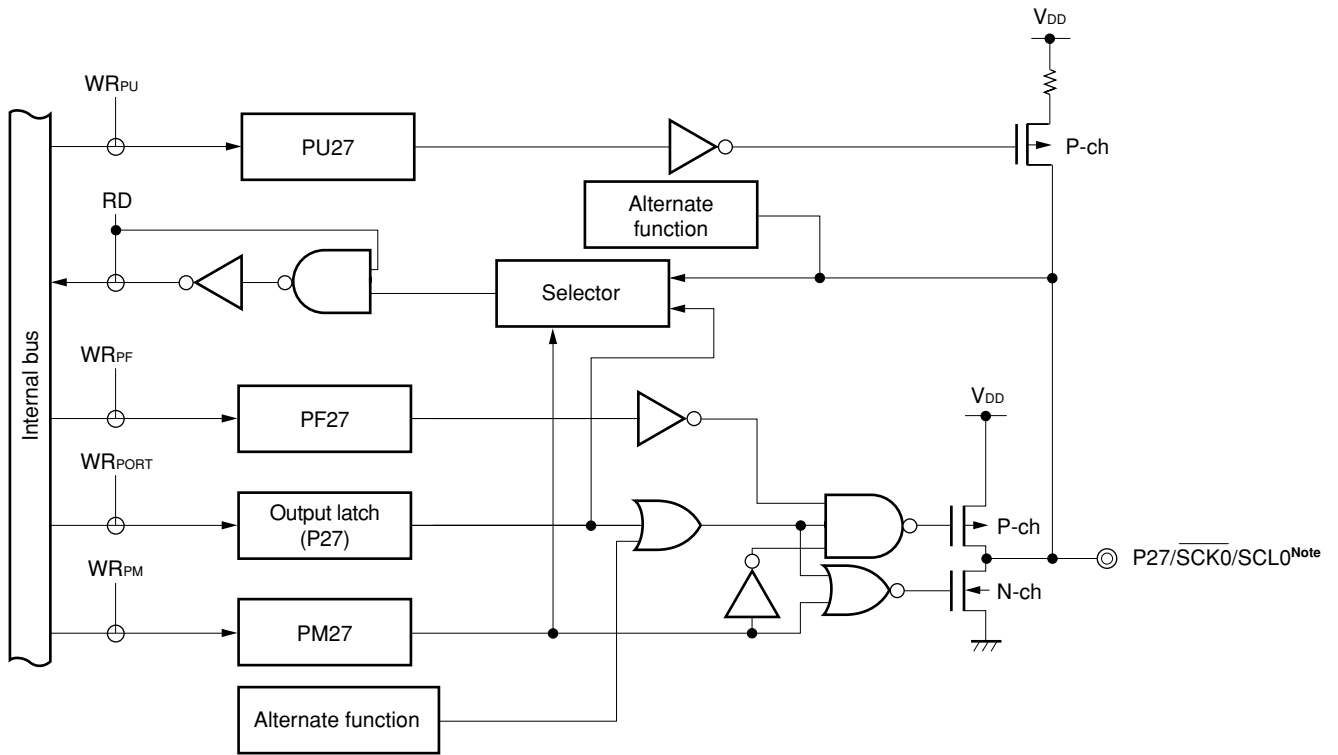 VDD
WRPU
PU27
P-ch
RD
Alternate
function
Selector
Internal bus
WRPF
PF27
VDD
WRPORT
Output latch
(P27)
P-ch
P27/S̅C̅K̅0̅/SCL0Note
WRPM
N-ch
PM27
Alternate function